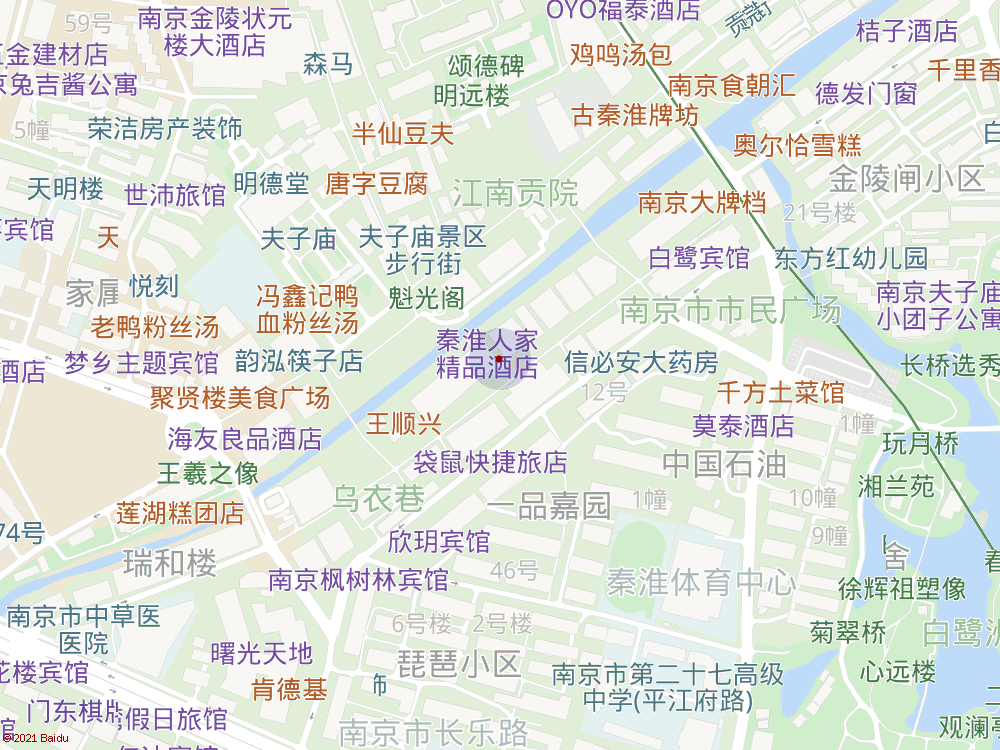 59号
南京金陵状元
楼大酒店
OYO福泰酒店
贡院街
桔子酒店
金建材店
森马
颂德碑
鸡鸣汤包
千里香
京兔吉酱公寓
明远楼
南京食朝汇
德发门窗
5幢
荣洁房产装饰
半仙豆夫
古秦淮牌坊
白
奥尔恰雪糕
天明楼
世沛旅馆
明德堂
唐字豆腐
江南贡院
南京大牌档
金陵闸小区
21号楼
宾馆
天
夫子庙
夫子庙景区
步行街
白鹭宾馆
东方红幼儿园
家属
悦刻
冯鑫记鸭
血粉丝汤
魁光阁
南京市市民广场
南京夫子庙
小团子公寓
老鸭粉丝汤
秦淮人家
精品酒店
酒店
梦乡主题宾馆
韵泓筷子店
信必安大药房
长桥选秀
聚贤楼美食广场
12号
千方土菜馆
王顺兴
莫泰酒店
1幢
海友良品酒店
玩月桥
王羲之像
袋鼠快捷旅店
中国石油
湘兰苑
莲湖糕团店
乌衣巷
一品嘉园
1幢
10幢
74号
欣玥宾馆
9幢
舍
瑞和楼
南京枫树林宾馆
46号
秦淮体育中心
春
徐辉祖塑像
南京市中草医
医院
6号楼
2号楼
菊翠桥
白鹭洲
曙光天地
琵琶小区
花楼宾馆
肯德基
南京市第二十七高级
中学(平江府路)
心远楼
门东棋牌
假日旅馆
南京市长乐路
观澜亭
© 2021 Baidu